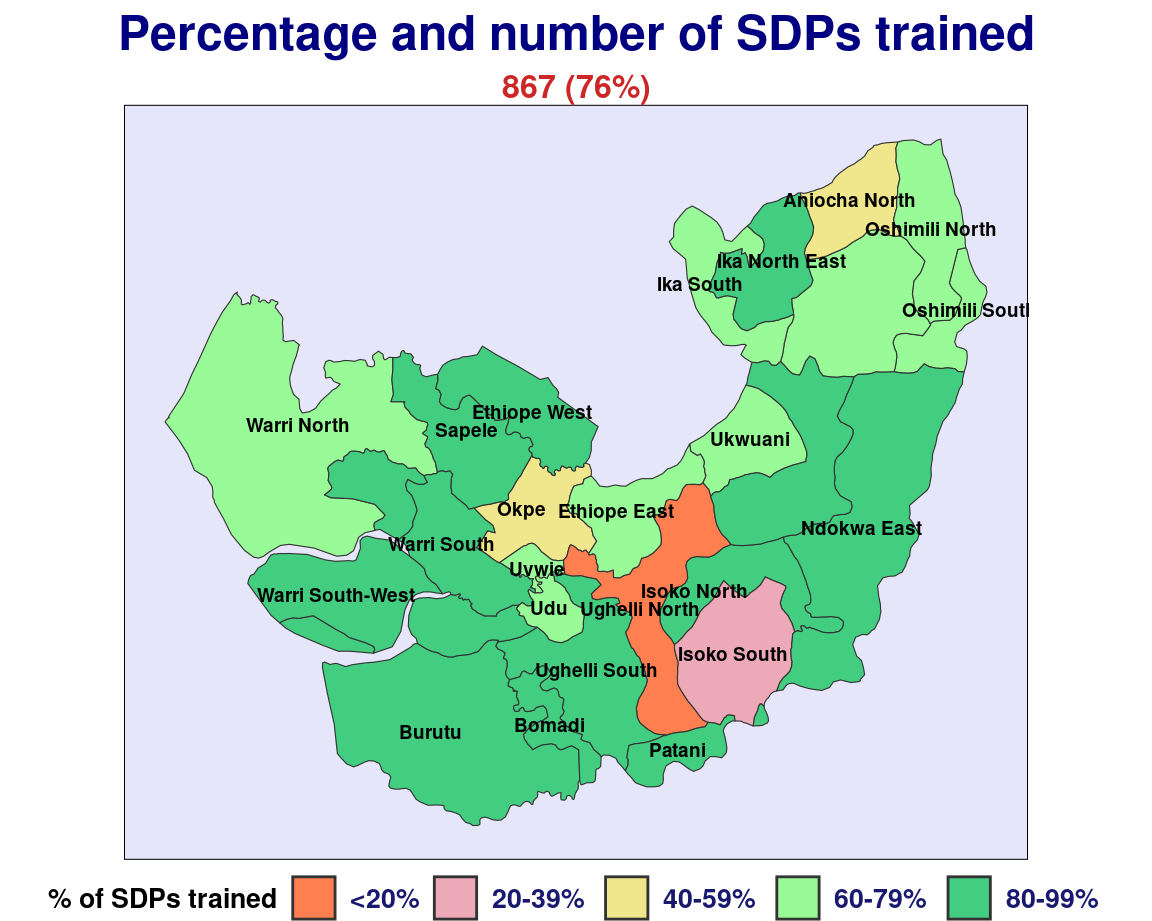 Percentage and number of SDPs trained
867 (76%)
Aniocha North
Oshimili North
Ika North East
Ika South
Oshimili South
Ethiope West
Warri North
Sapele
Ukwuani
Okpe
Ethiope East
Ndokwa East
Warri South
Uvwie
Isoko North
Warri South-West
Udu
Ughelli North
Isoko South
Ughelli South
Bomadi
Burutu
Patani
% of SDPs trained <20% 20-39% 40-59% 60-79% 80-99%